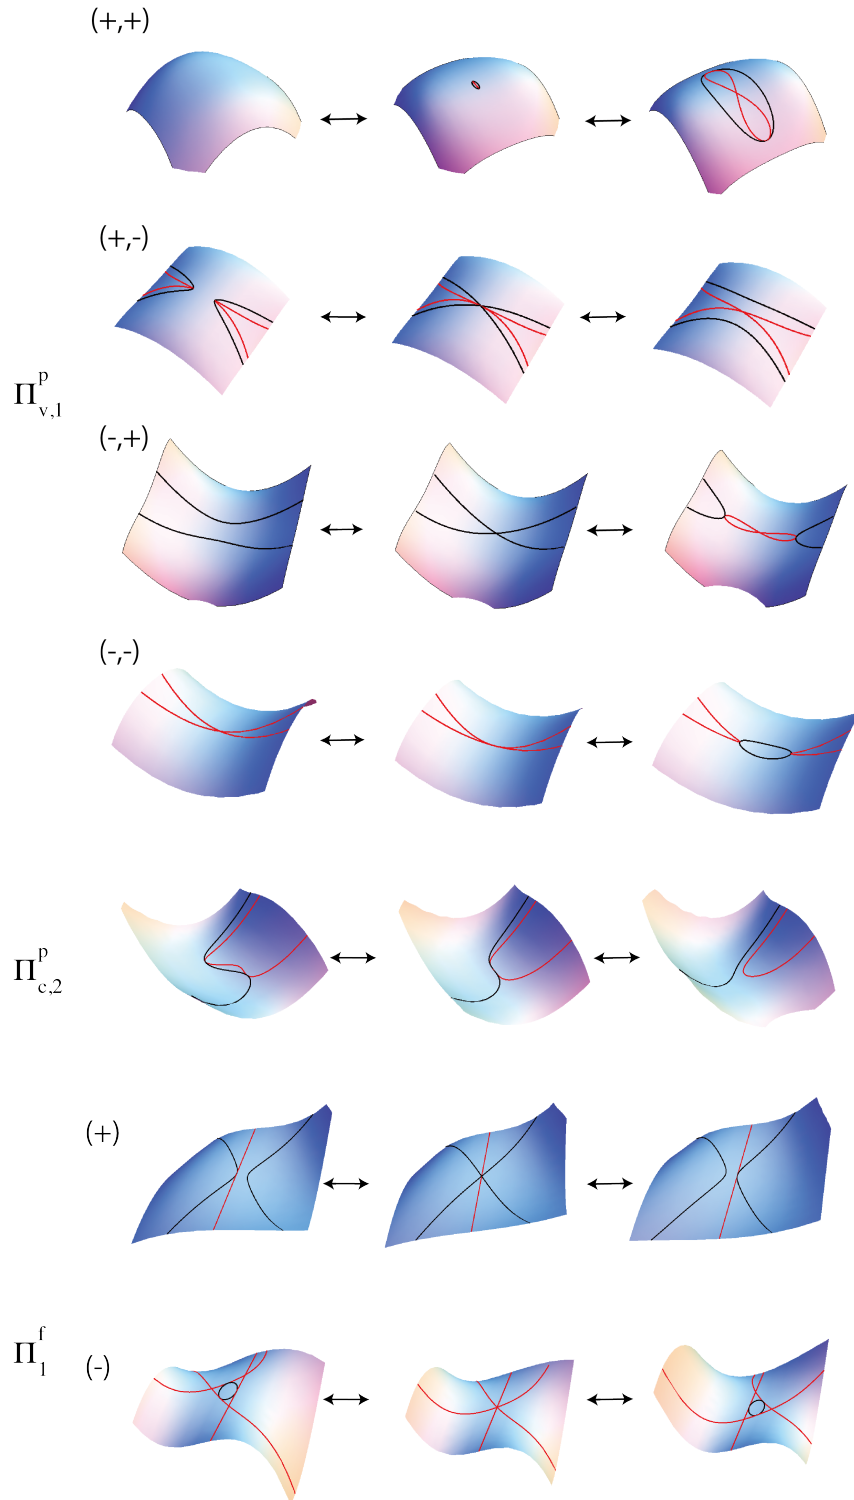 (+,+)
(+,-)
Π^p_{v,1}
(-,+)
(-,-)
Π^p_{c,2}
(+)
Π^f_1
(-)